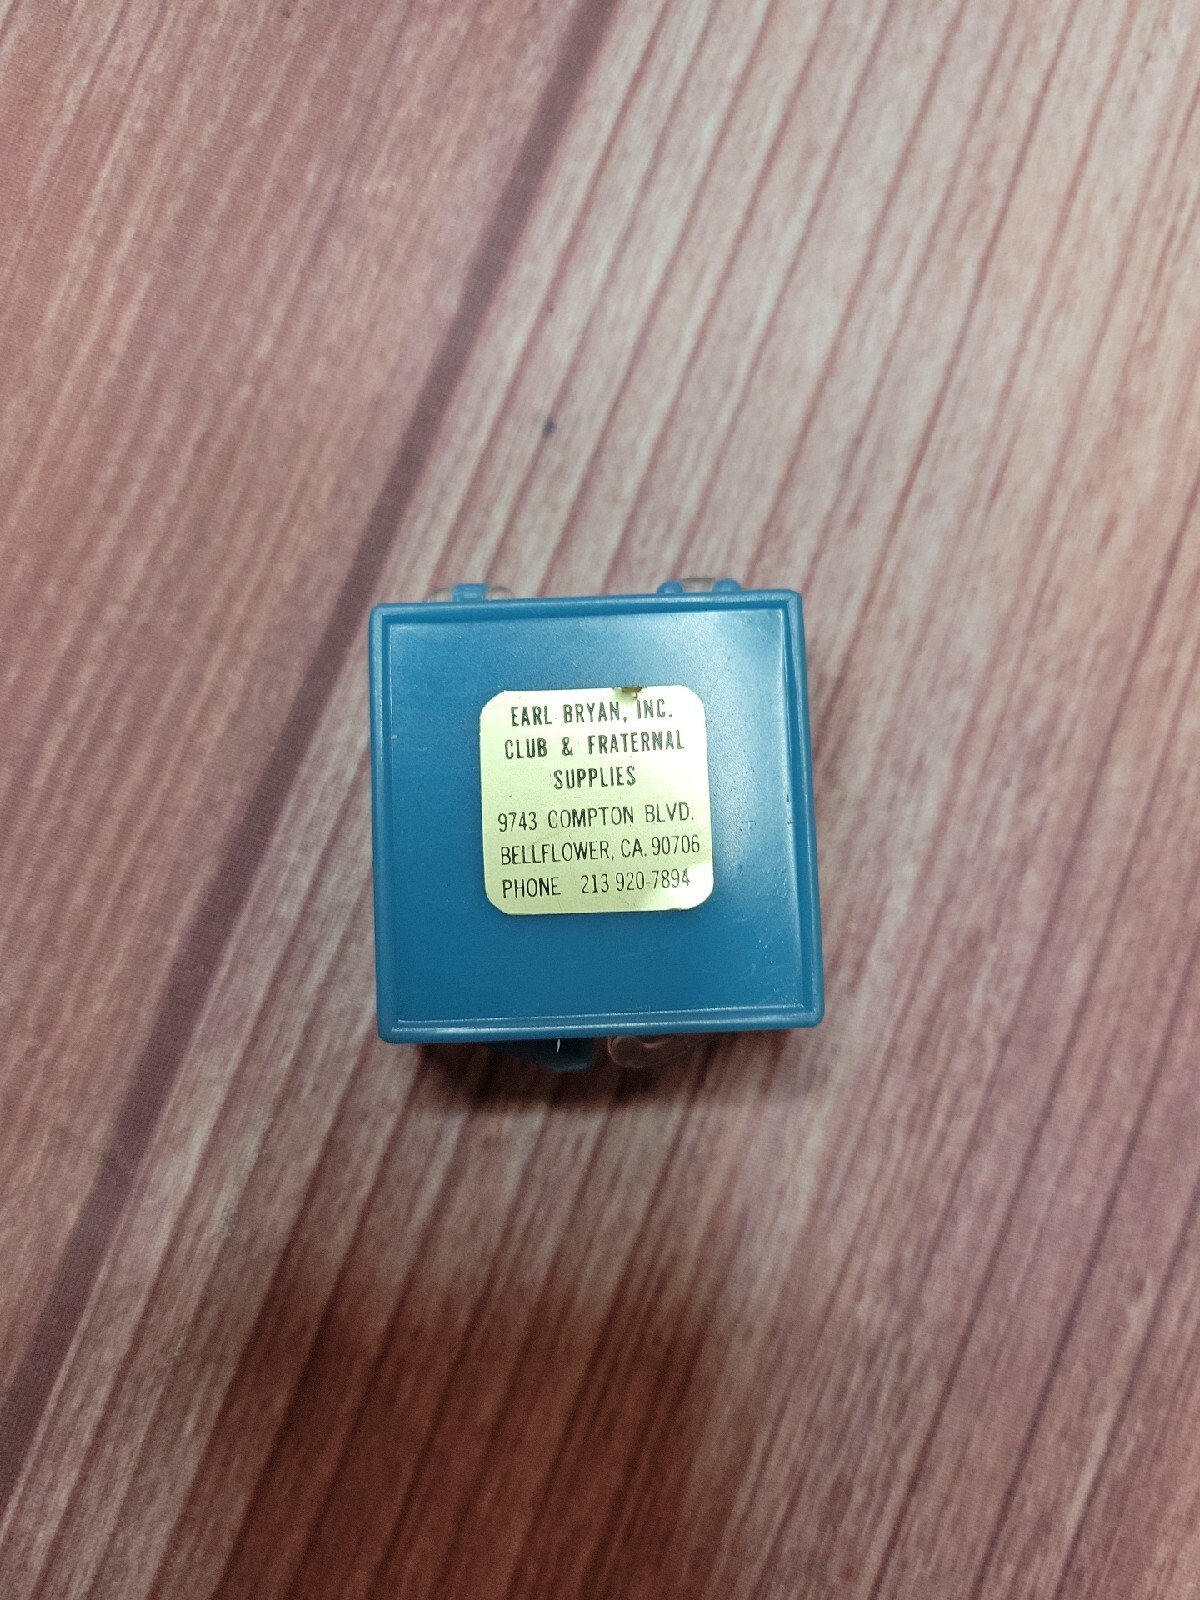 EARL BRYAN, INC.
CLUB & FRATERNAL
SUPPLIES
9743 COMPTON BLVD.
BELLFLOWER, CA. 90706
PHONE 213 920-7894